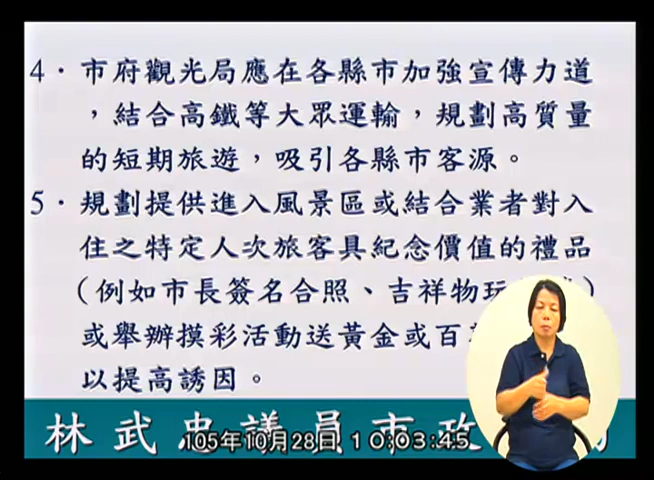 4．市府觀光局應在各縣市加強宣傳力道
，結合高鐵等大眾運輸，規劃高質量
的短期旅遊，吸引各縣市客源。
5．規劃提供進入風景區或結合業者對入
住之特定人次旅客具紀念價值的禮品
(例如市長簽名合照、吉祥物玩 )
或舉辦摸彩活動送黃金或百
以提高誘因。
林武忠議員市政
105年10月28日 10:03:45